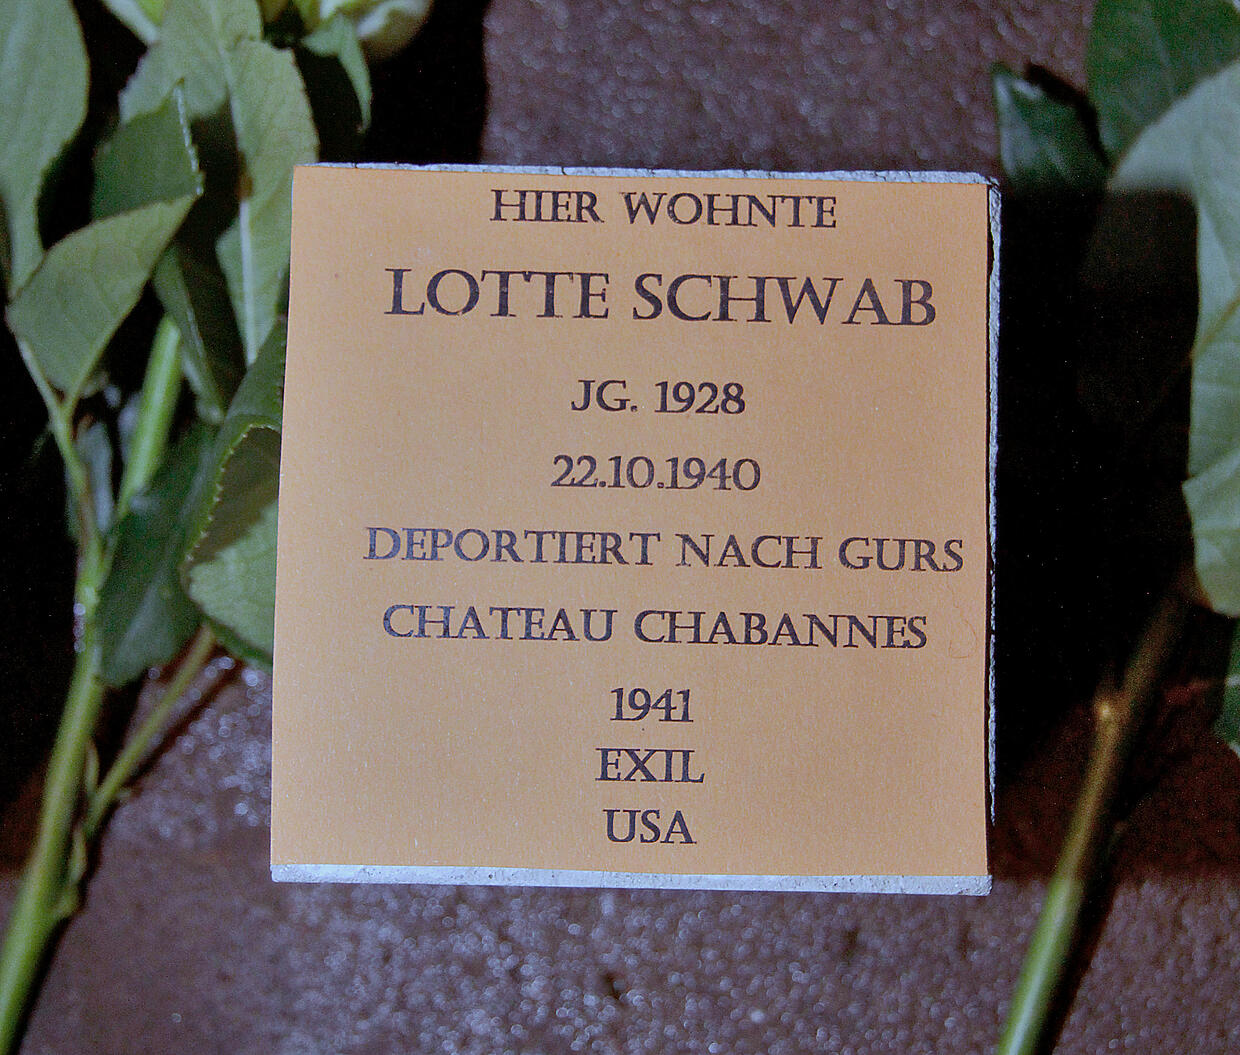 HIER WOHNTE
LOTTE SCHWAB
JG. 1928
22.10.1940
DEPORTIERT NACH GURS
CHATEAU CHABANNES
1941
EXIL
USA